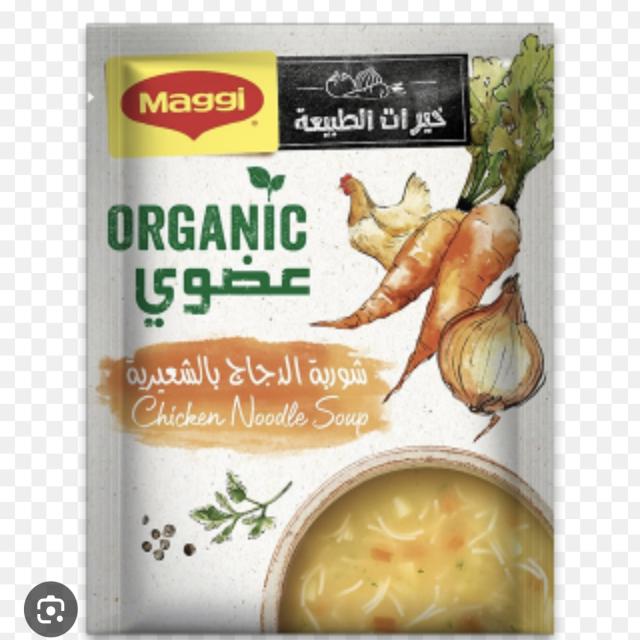 Maggi
خيرات الطبيعة
ORGANIC
عضوي
شوربة الدجاج بالشعيرية
Chicken Noodle Soup